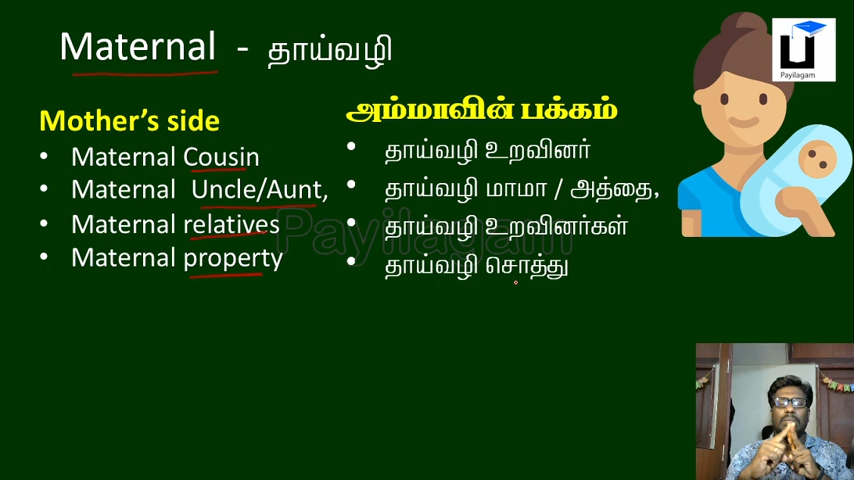 Maternal - தாய்வழி
Payilagam
Mother's side
• Maternal Cousin
• Maternal Uncle/Aunt,
• Maternal relatives
• Maternal property
அம்மாவின் பக்கம்
• தாய்வழி உறவினர்
• தாய்வழி மாமா / அத்தை,
• தாய்வழி உறவினர்கள்
• தாய்வழி சொத்து
Payilagam